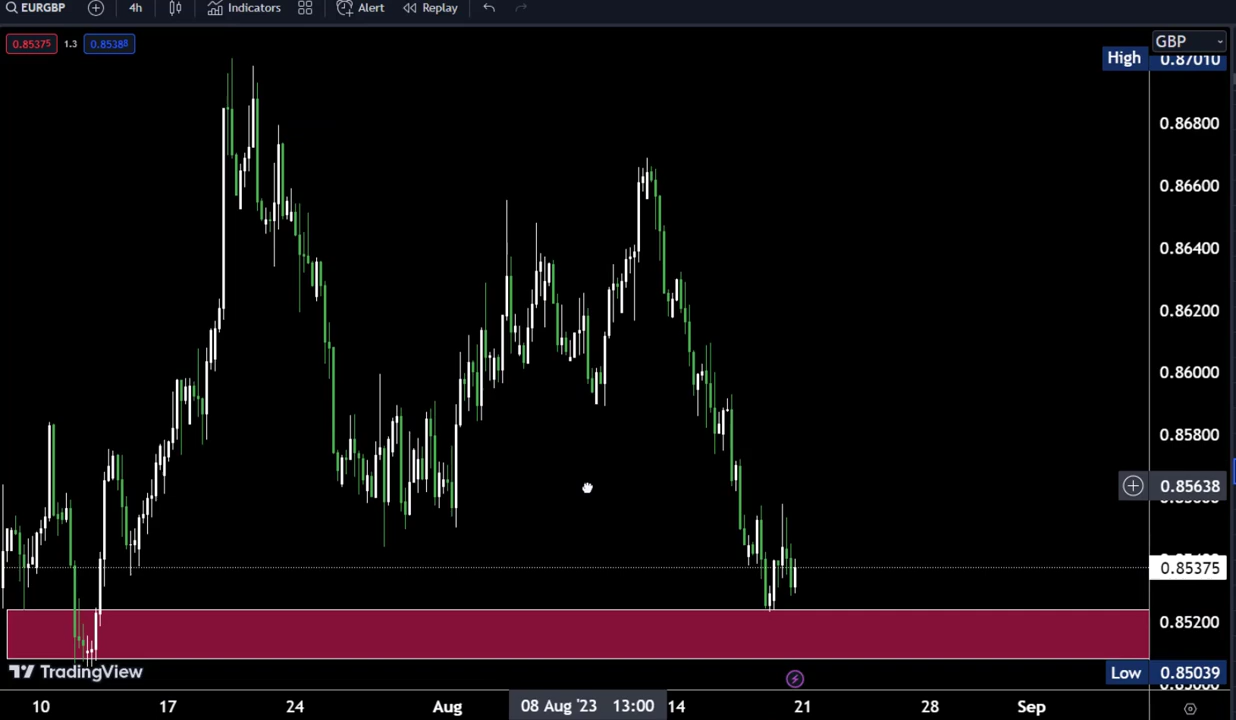 EURGBP 4h Indicators Alert Replay
0.85375 1.3 0.85388
GBP
High 0.87010
0.86800
0.86600
0.86400
0.86200
0.86000
0.85800
0.85638
0.85375
0.85200
TradingView
Low 0.85039
10 17 24 Aug 08 Aug '23 13:00 14 21 28 Sep